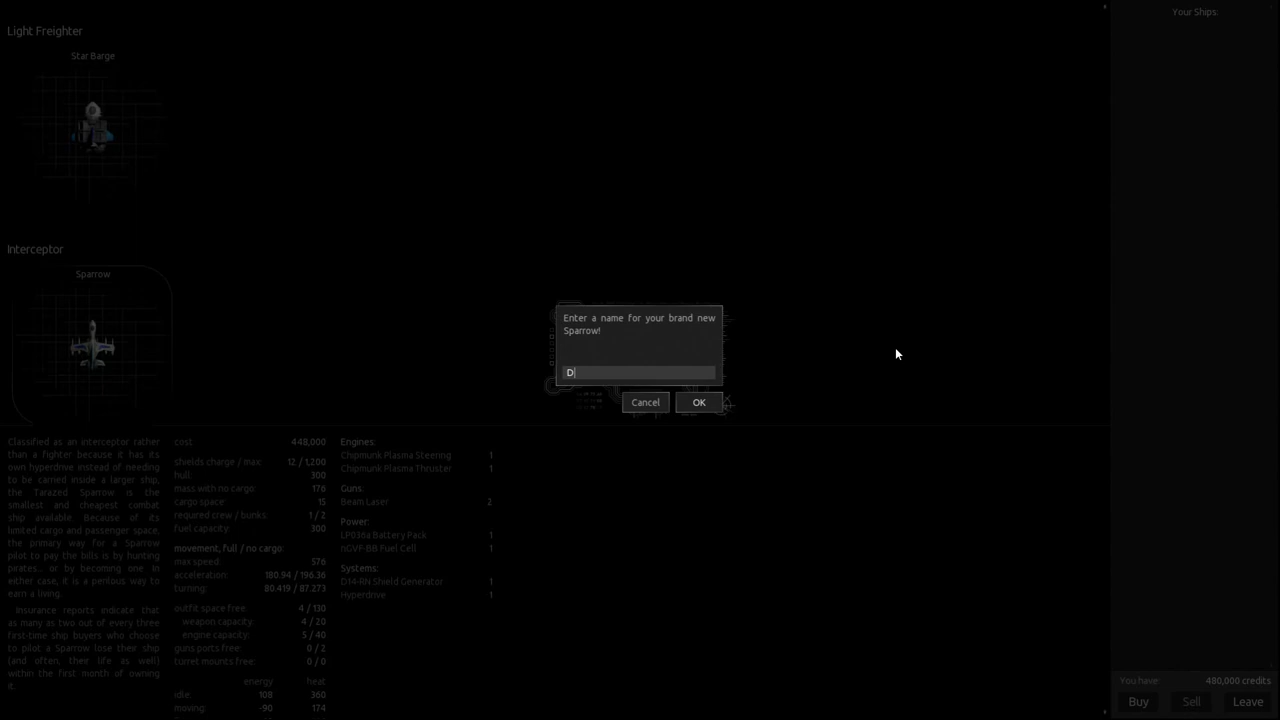 Light Freighter
Star Barge
Interceptor
Sparrow
Your Ships:
Enter a name for your brand new
Sparrow!
D
Cancel
OK
Classified as an interceptor rather
than a fighter because it has its
own hyperdrive instead of needing
to be carried inside a larger ship,
the Tarazed Sparrow is the
smallest and cheapest combat
ship available. Because of its
limited cargo and passenger space,
the primary way for a Sparrow
pilot to pay the bills is by hunting
pirates... or by becoming one. In
either case, it is a perilous way to
earn a living.
Insurance reports indicate that
as many as two out of every three
first-time ship buyers who choose
to pilot a Sparrow lose their ship
(and often, their life as well)
within the first month of owning
it.
cost: 448,000
shields charge / max: 12 / 1,200
hull: 300
mass with no cargo: 176
cargo space: 15
required crew / bunks: 1 / 2
fuel capacity: 300
movement, full / no cargo:
max speed: 576
acceleration: 180.94 / 196.36
turning: 80.419 / 87.273
outfit space free: 4 / 130
weapon capacity: 4 / 20
engine capacity: 5 / 40
guns ports free: 0 / 2
turret mounts free: 0 / 0
energy heat
idle: 108 360
moving: -90 174
Engines:
Chipmunk Plasma Steering 1
Chipmunk Plasma Thruster 1
Guns:
Beam Laser 2
Power:
LP036a Battery Pack 1
nGVF-BB Fuel Cell 1
Systems:
D14-RN Shield Generator 1
Hyperdrive 1
You have 480,000 credits
Buy
Sell
Leave